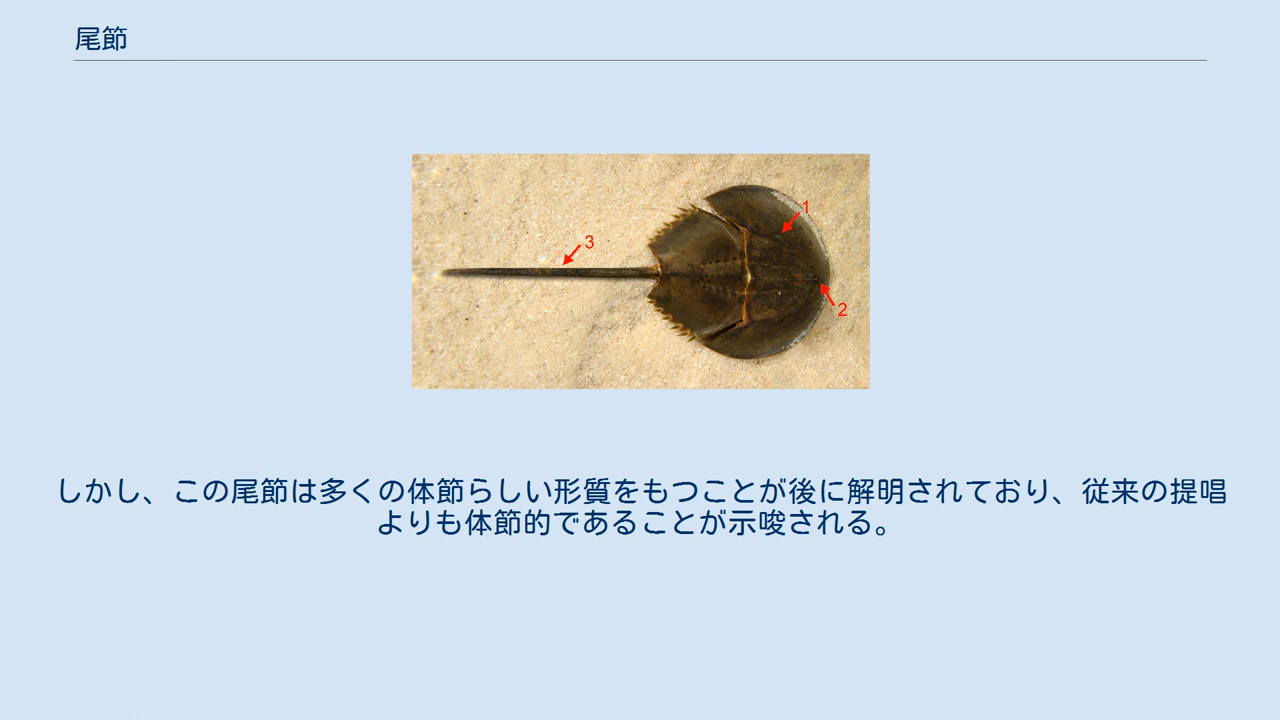 尾節
1
3
2
しかし、この尾節は多くの体節らしい形質をもつことが後に解明されており、従来の提唱
よりも体節的であることが示唆される。